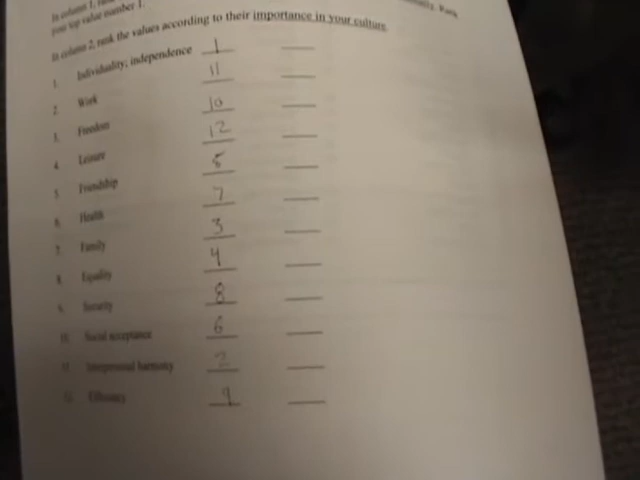 In column 1,
your top value number 1.
In column 2, rank the values according to their importance in your culture.
1. Individuality; independence 1
2. Work 11
3. Freedom 10
4. Leisure 12
5. Friendship 5
6. Health 7
7. Family 3
8. Equality 4
9. Security 8
10. Social acceptance 6
11. Interpersonal harmony 2
12. Efficiency 9